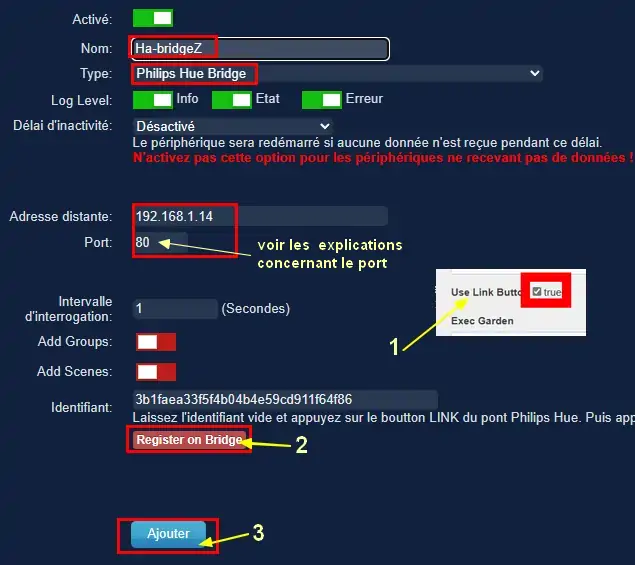 Activé:
Nom: Ha-bridgeZ
Type: Philips Hue Bridge
Log Level: Info Etat Erreur
Délai d'inactivité: Désactivé
Le périphérique sera redémarré si aucune donnée n'est reçue pendant ce délai.
N'activez pas cette option pour les périphériques ne recevant pas de données !
Adresse distante: 192.168.1.14
Port: 80
voir les explications
concernant le port
Use Link Butto true
1
Exec Garden
Intervalle
d'interrogation: 1 (Secondes)
Add Groups:
Add Scenes:
Identifiant: 3b1faea33f5f4b04b4e59cd911f64f86
Laissez l'identifiant vide et appuyez sur le bouton LINK du pont Philips Hue. Puis app
Register on Bridge
2
Ajouter
3